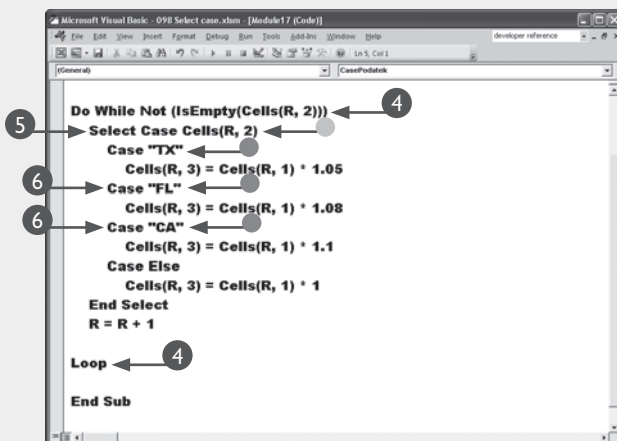 Microsoft Visual Basic - 098 Select case.xlsm - [Module17 (Code)]
File Edit View Insert Format Debug Run Tools Add-Ins Window Help
developer reference
Ln 5, Col 1
(General)
CasePodatek
Do While Not (IsEmpty(Cells(R, 2)))
4
5
Select Case Cells(R, 2)
Case "TX"
Cells(R, 3) = Cells(R, 1) * 1.05
6
Case "FL"
Cells(R, 3) = Cells(R, 1) * 1.08
6
Case "CA"
Cells(R, 3) = Cells(R, 1) * 1.1
Case Else
Cells(R, 3) = Cells(R, 1) * 1
End Select
R = R + 1
Loop
4
End Sub